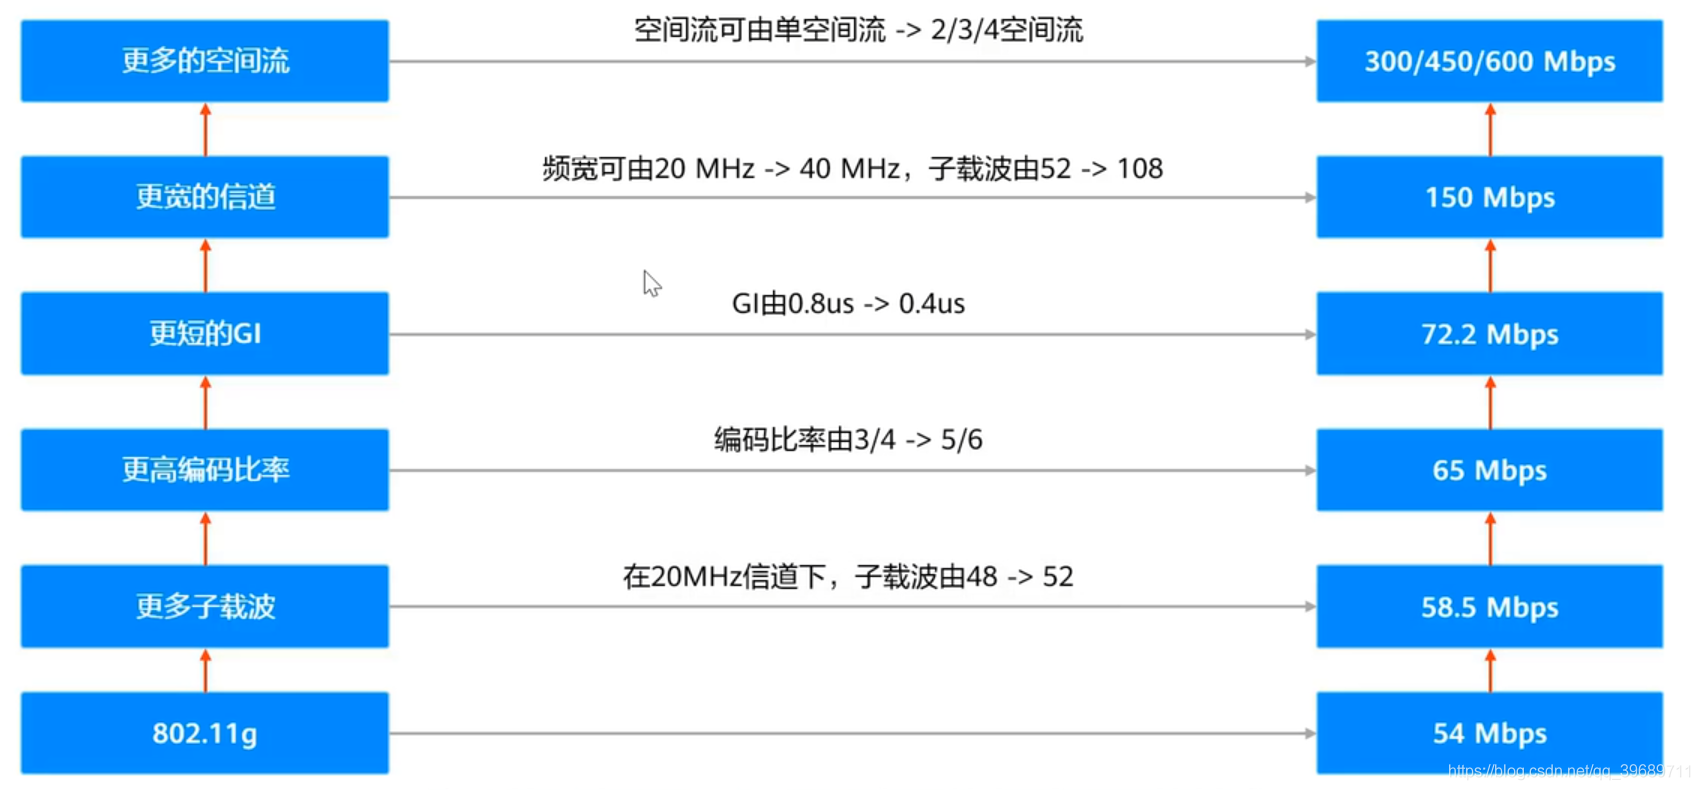 更多的空间流
空间流可由单空间流 -> 2/3/4空间流
300/450/600 Mbps
更宽的信道
频宽可由20 MHz -> 40 MHz，子载波由52 -> 108
150 Mbps
更短的GI
GI由0.8us -> 0.4us
72.2 Mbps
更高编码比率
编码比率由3/4 -> 5/6
65 Mbps
更多子载波
在20MHz信道下，子载波由48 -> 52
58.5 Mbps
802.11g
54 Mbps
https://blog.csdn.net/qq_39689711